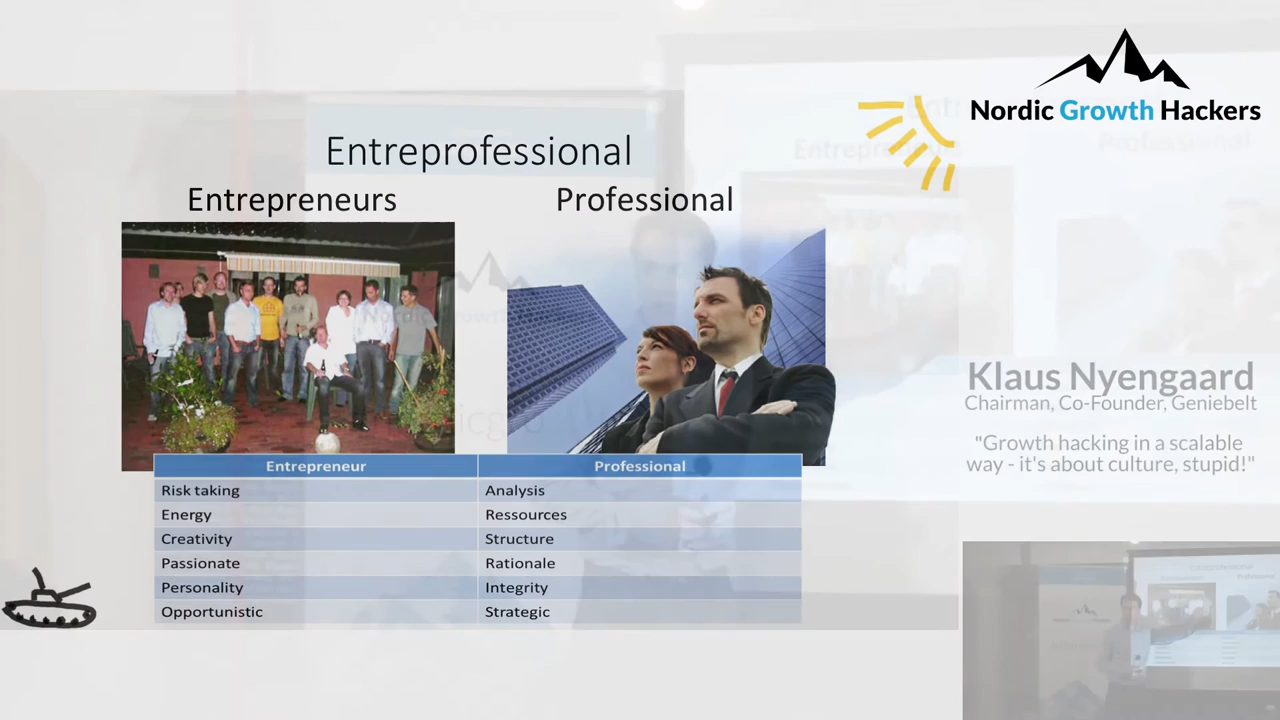 Nordic Growth Hackers
Entreprofessional
Entrepreneurs Professional
Entrepreneur Professional
Risk taking Analysis
Energy Ressources
Creativity Structure
Passionate Rationale
Personality Integrity
Opportunistic Strategic
Klaus Nyengaard
Chairman, Co-Founder, Geniebelt
"Growth hacking in a scalable
way - it's about culture, stupid!"